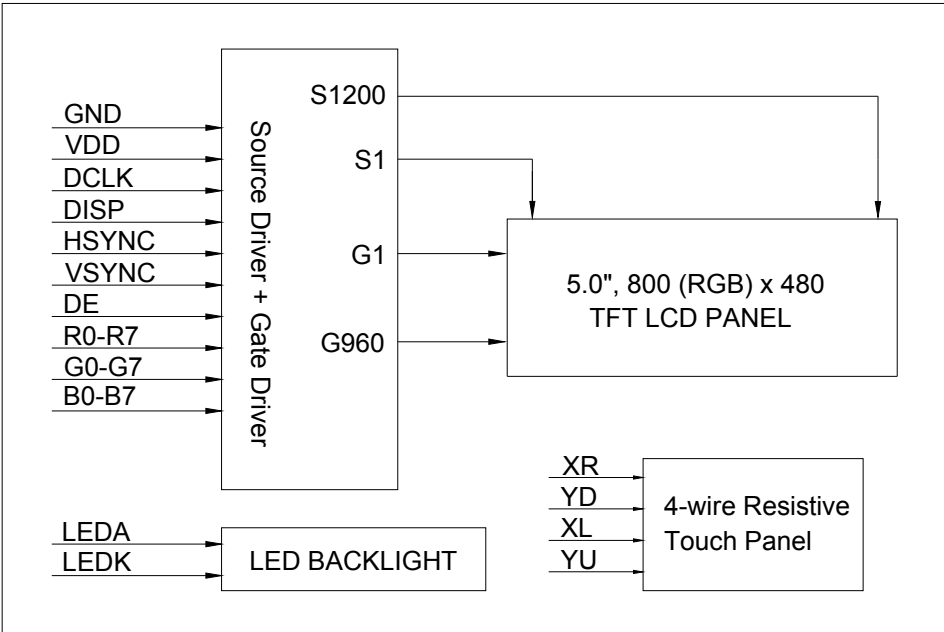 GND
VDD
DCLK
DISP
HSYNC
VSYNC
DE
R0-R7
G0-G7
B0-B7
Source Driver + Gate Driver
S1200
S1
G1
G960
5.0", 800 (RGB) x 480
TFT LCD PANEL
LEDA
LEDK
LED BACKLIGHT
XR
YD
XL
YU
4-wire Resistive
Touch Panel